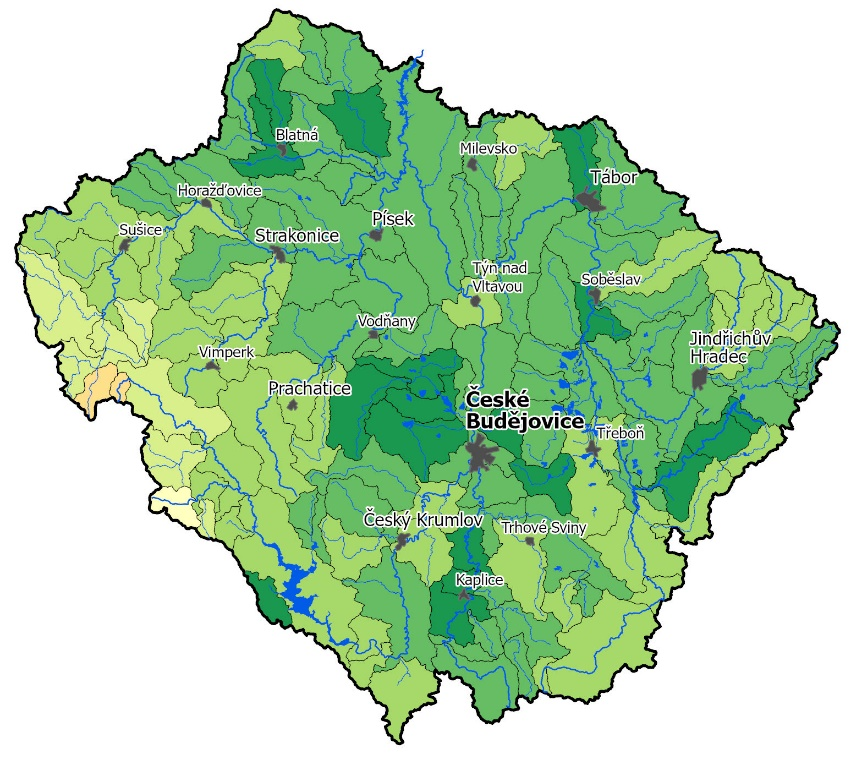 Blatná
Milevsko
Tábor
Horažďovice
Písek
Sušice
Strakonice
Týn nad
Vltavou
Soběslav
Vodňany
Jindřichův
Hradec
Vimperk
Prachatice
České
Budějovice
Třeboň
Český Krumlov
Trhové Sviny
Kaplice